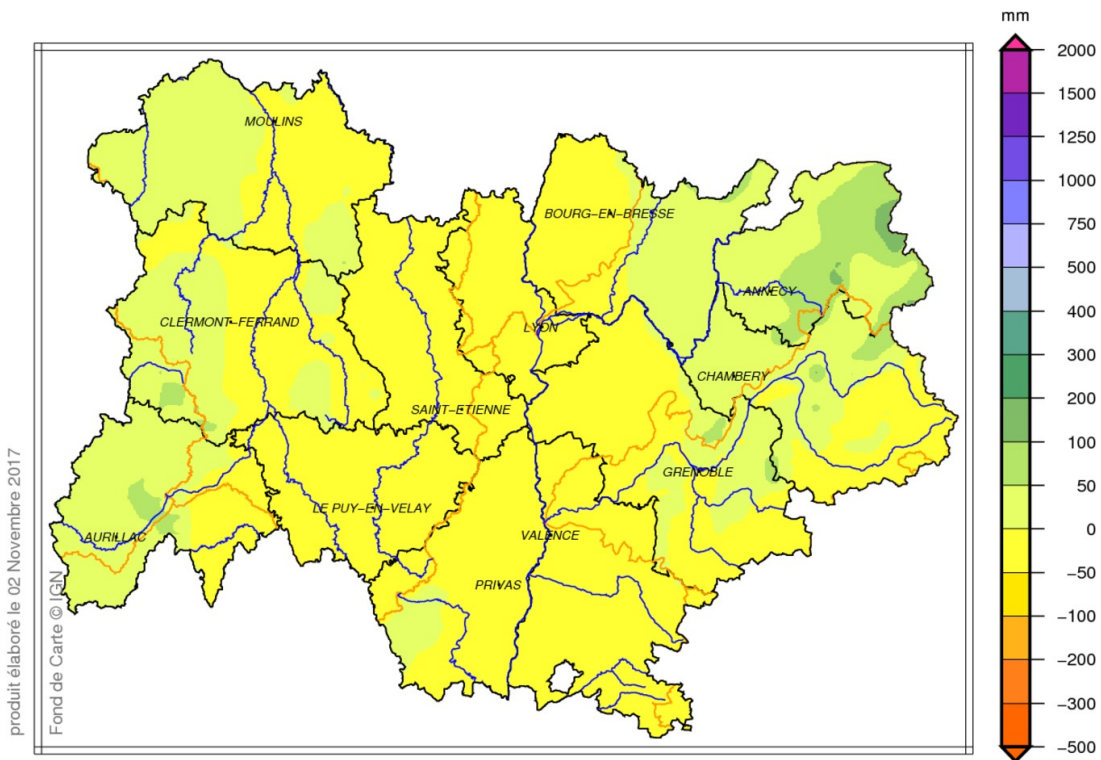 mm
2000
1500
1250
1000
750
500
400
300
200
100
50
0
−50
−100
−200
−300
−500
MOULINS
BOURG−EN−BRESSE
ANNECY
CLERMONT−FERRAND
LYON
CHAMBERY
SAINT−ETIENNE
GRENOBLE
LE PUY−EN−VELAY
AURILLAC
VALENCE
PRIVAS
produit élaboré le 02 Novembre 2017
Fond de Carte © IGN